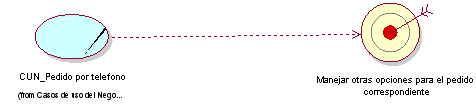 CUN_Pedido por telefono
(from Casos de uso del Nego...
Manejar otras opciones para el pedido
correspondiente